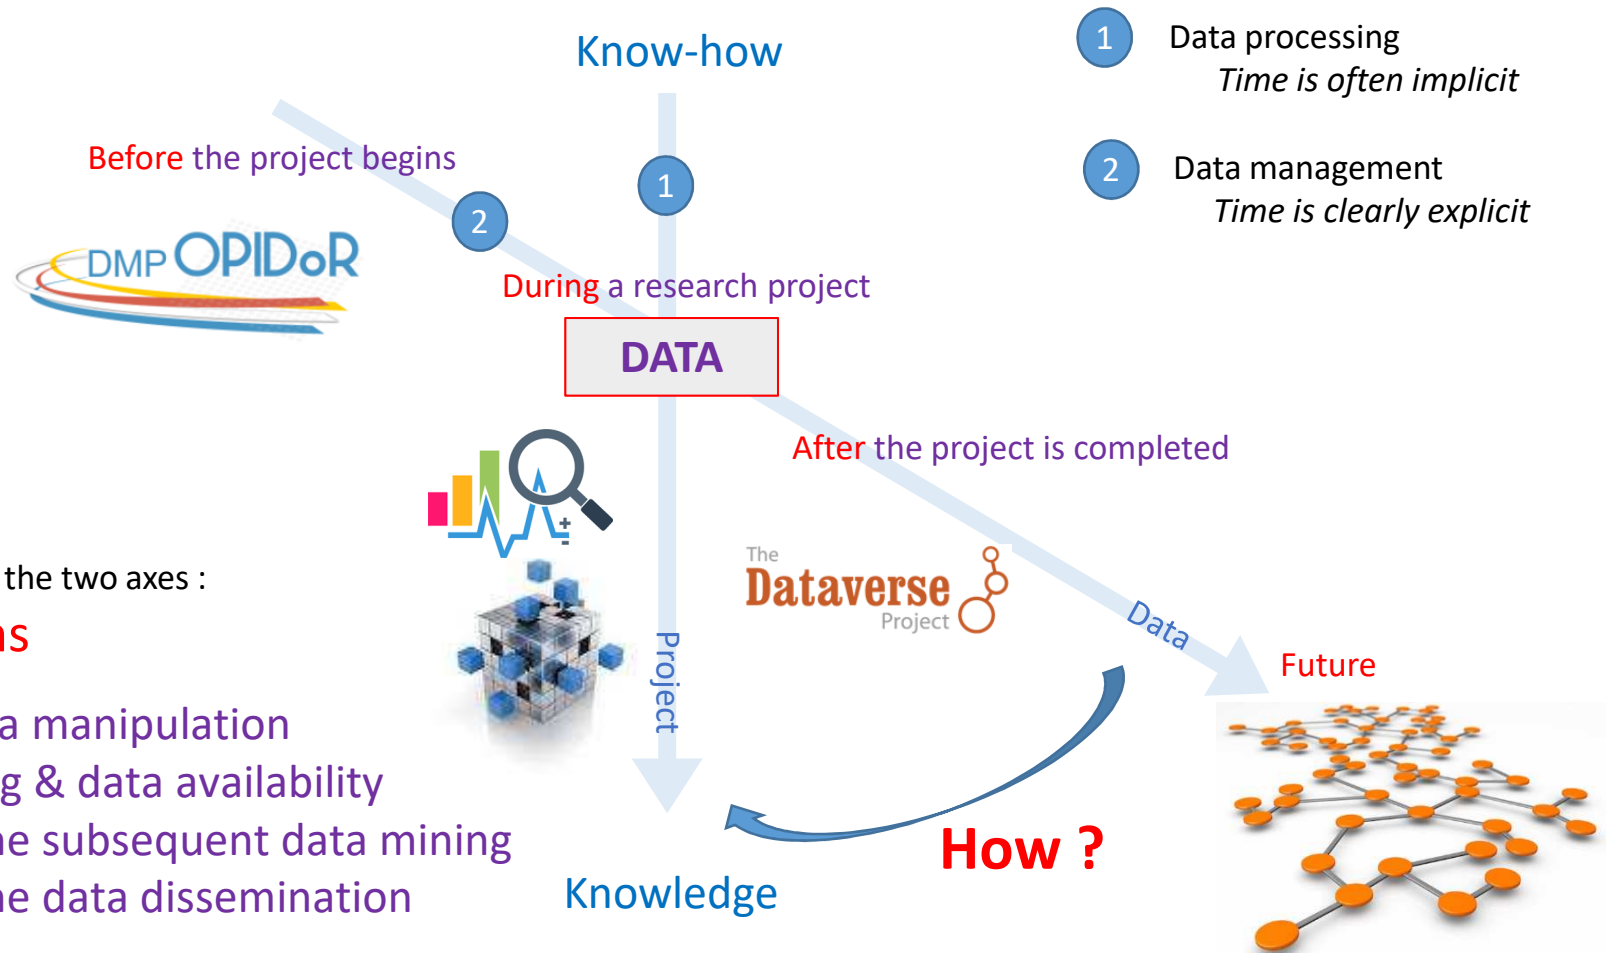 Know-how
1
Data processing
Time is often implicit
Before the project begins
1
2
Data management
Time is clearly explicit
2
DMP OPIDoR
During a research project
DATA
After the project is completed
+
-
The
Dataverse
Project
the two axes :
ns
Project
Data
Future
a manipulation
g & data availability
ne subsequent data mining
ne data dissemination
How ?
Knowledge